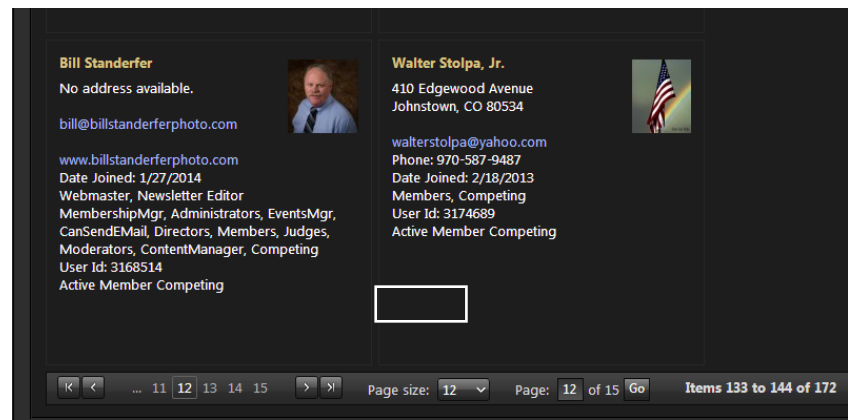 Bill Standerfer
No address available.
bill@billstanderferphoto.com
www.billstanderferphoto.com
Date Joined: 1/27/2014
Webmaster, Newsletter Editor
MembershipMgr, Administrators, EventsMgr,
CanSendEMail, Directors, Members, Judges,
Moderators, ContentManager, Competing
User Id: 3168514
Active Member Competing
Walter Stolpa, Jr.
410 Edgewood Avenue
Johnstown, CO 80534
walterstolpa@yahoo.com
Phone: 970-587-9487
Date Joined: 2/18/2013
Members, Competing
User Id: 3174689
Active Member Competing
... 11 12 13 14 15 Page size: 12 Page: 12 of 15 Go Items 133 to 144 of 172